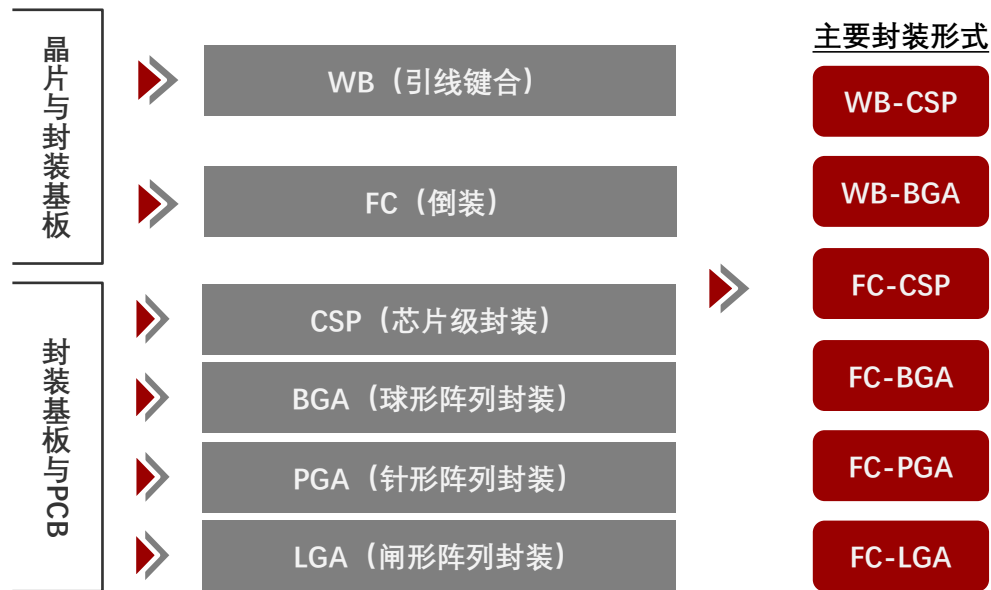 晶片与封装基板
WB（引线键合）
FC（倒装）
封装基板与PCB
CSP（芯片级封装）
BGA（球形阵列封装）
PGA（针形阵列封装）
LGA（闸形阵列封装）
主要封装形式
WB-CSP
WB-BGA
FC-CSP
FC-BGA
FC-PGA
FC-LGA